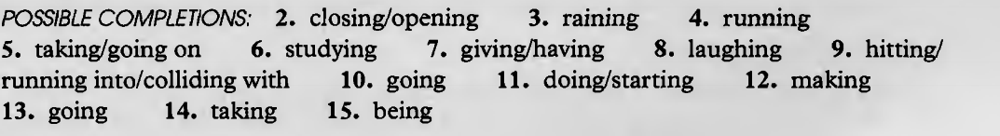 POSSIBLE COMPLETIONS: 2. closing/opening 3. raining 4. running
5. taking/going on 6. studying 7. giving/having 8. laughing 9. hitting/
running into/colliding with 10. going 11. doing/starting 12. making
13. going 14. taking 15. being